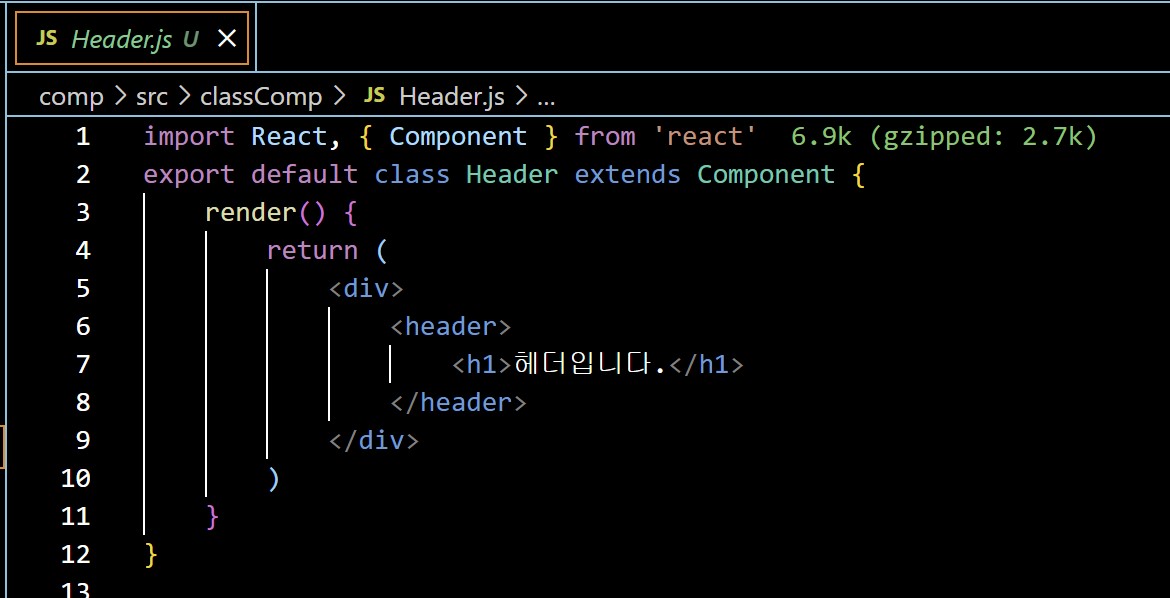 JS Header.js U ×
comp > src > classComp > JS Header.js > ...
1 import React, { Component } from 'react' 6.9k (gzipped: 2.7k)
2 export default class Header extends Component {
3     render() {
4         return (
5             <div>
6                 <header>
7                     <h1>헤더입니다.</h1>
8                 </header>
9             </div>
10         )
11     }
12 }
13